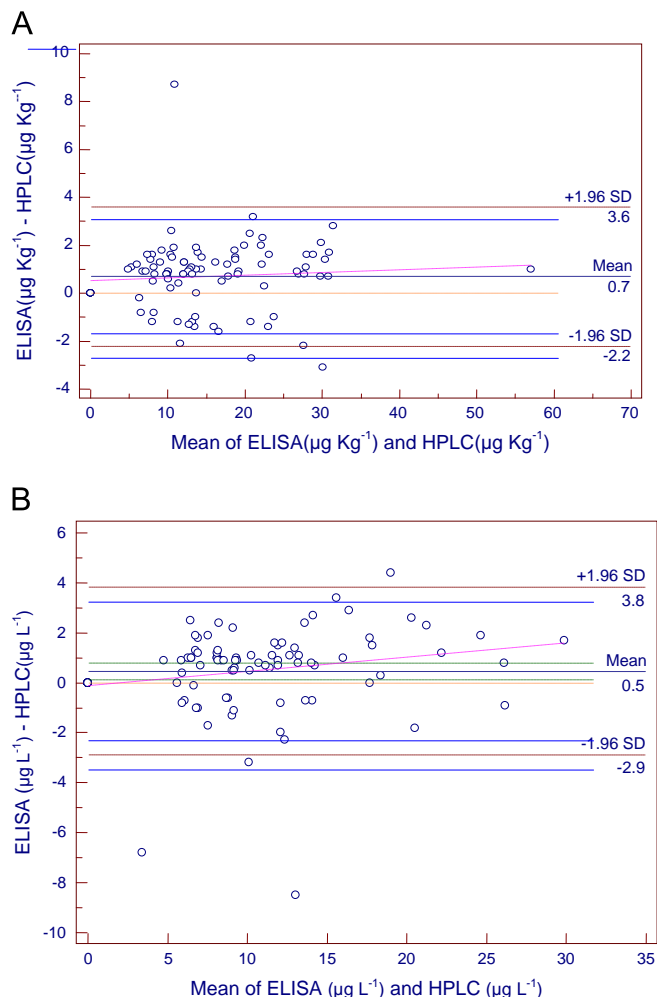 A
10
8
6
4
2
0
-2
-4
ELISA(µg Kg⁻¹) - HPLC(µg Kg⁻¹)
+1.96 SD
3.6
Mean
0.7
-1.96 SD
-2.2
0 10 20 30 40 50 60 70
Mean of ELISA(µg Kg⁻¹) and HPLC(µg Kg⁻¹)
B
6
4
2
0
-2
-4
-6
-8
-10
ELISA (µg L⁻¹) - HPLC(µg L⁻¹)
+1.96 SD
3.8
Mean
0.5
-1.96 SD
-2.9
0 5 10 15 20 25 30 35
Mean of ELISA (µg L⁻¹) and HPLC (µg L⁻¹)